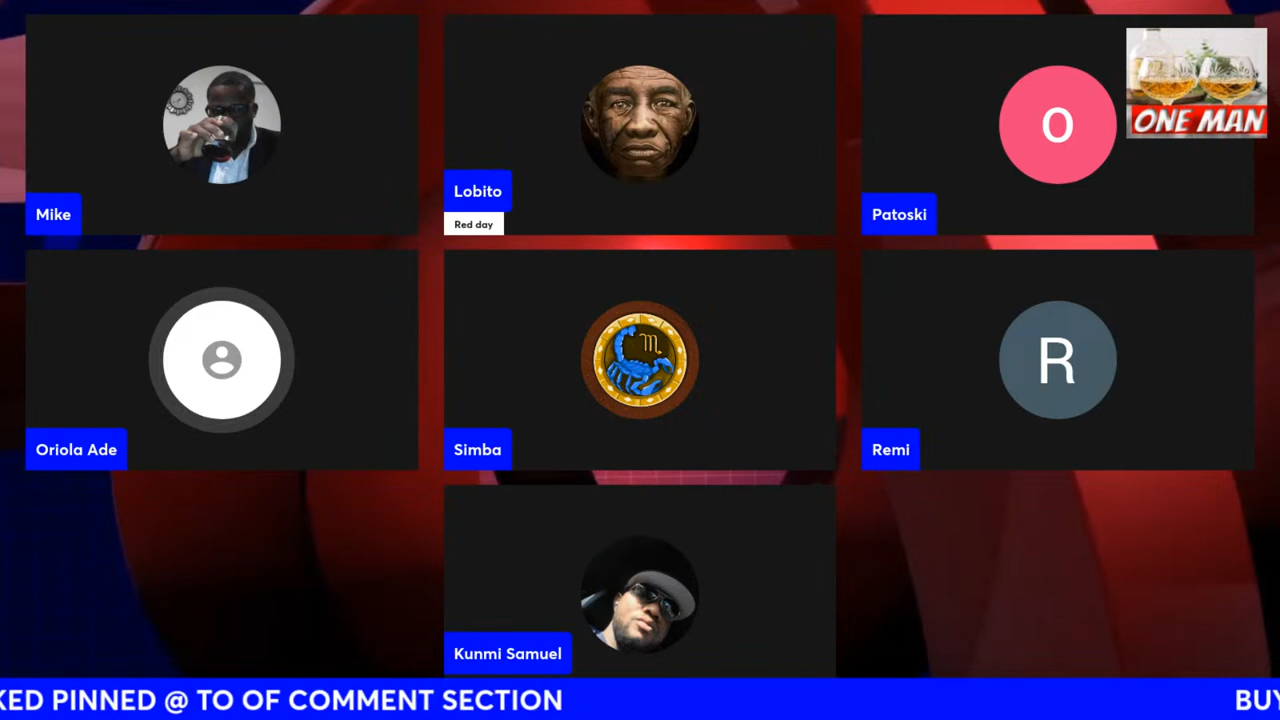 Mike
Lobito
Red day
O
Patoski
ONE MAN
Oriola Ade
Simba
R
Remi
Kunmi Samuel
KED PINNED @ TO OF COMMENT SECTION
BUY